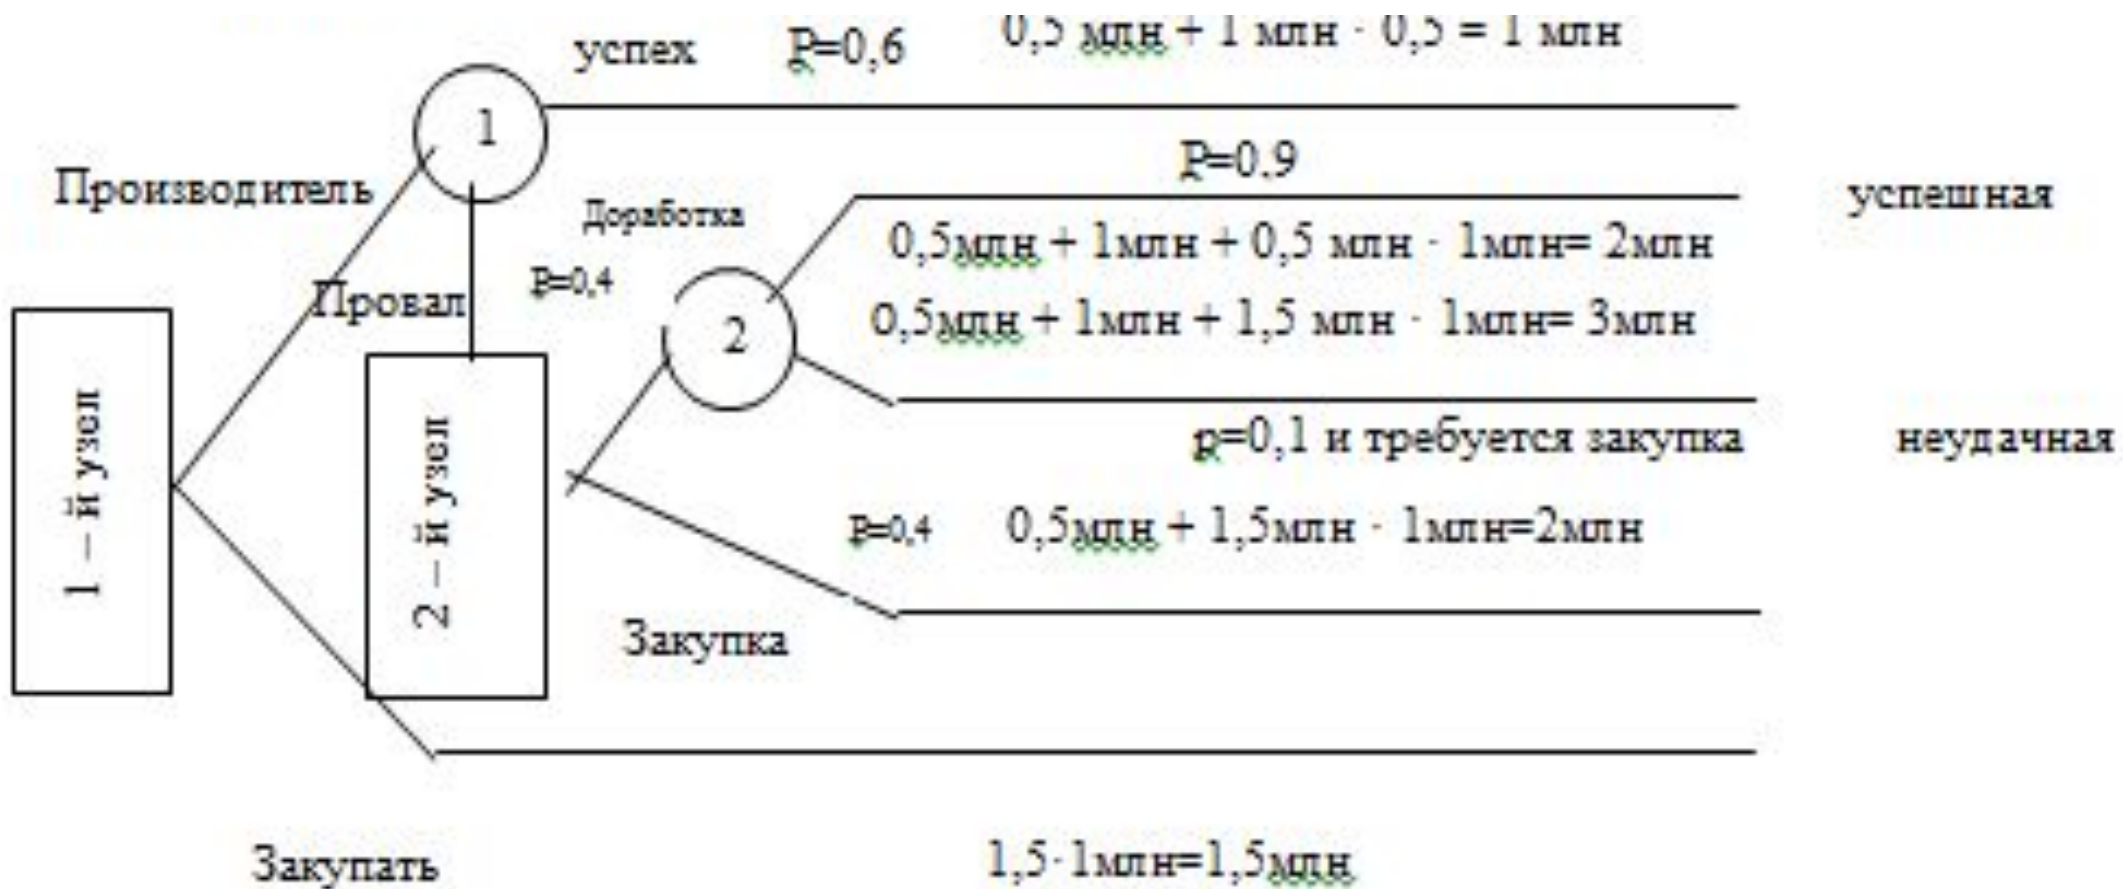 успех P=0,6 0,5 млн + 1 млн · 0,5 = 1 млн
1
P=0.9
Производитель
успешная
Доработка
0,5млн + 1млн + 0,5 млн · 1млн= 2млн
P=0,4
Провал
2
0,5млн + 1млн + 1,5 млн · 1млн= 3млн
1 – й узел
2 – й узел
p=0,1 и требуется закупка
неудачная
P=0,4 0,5млн + 1,5млн · 1млн=2млн
Закупка
Закупать
1,5·1млн=1,5млн